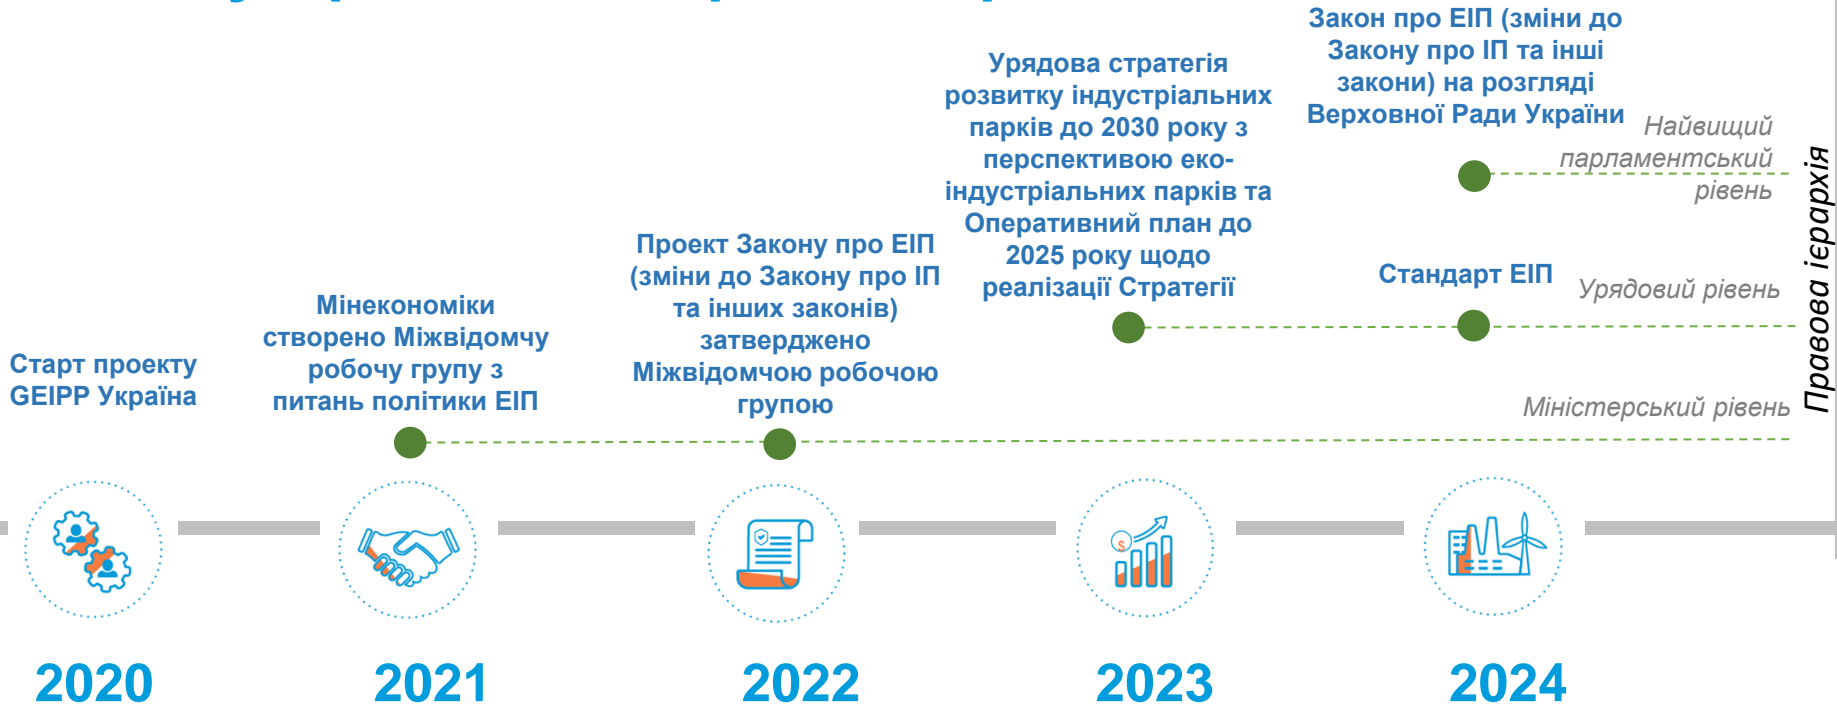 Старт проекту
GEIPP Україна
Мінекономіки
створено Міжвідомчу
робочу групу з
питань політики ЕІП
Проект Закону про ЕІП
(зміни до Закону про ІП
та інших законів)
затверджено
Міжвідомчою робочою
групою
Урядова стратегія
розвитку індустріальних
парків до 2030 року з
перспективою еко-
індустріальних парків та
Оперативний план до
2025 року щодо
реалізації Стратегії
Закон про ЕІП (зміни до
Закону про ІП та інші
закони) на розгляді
Верховної Ради України
Стандарт ЕІП
Найвищий
парламентський
рівень
Урядовий рівень
Міністерський рівень
Правова ієрархія
$
2020
2021
2022
2023
2024